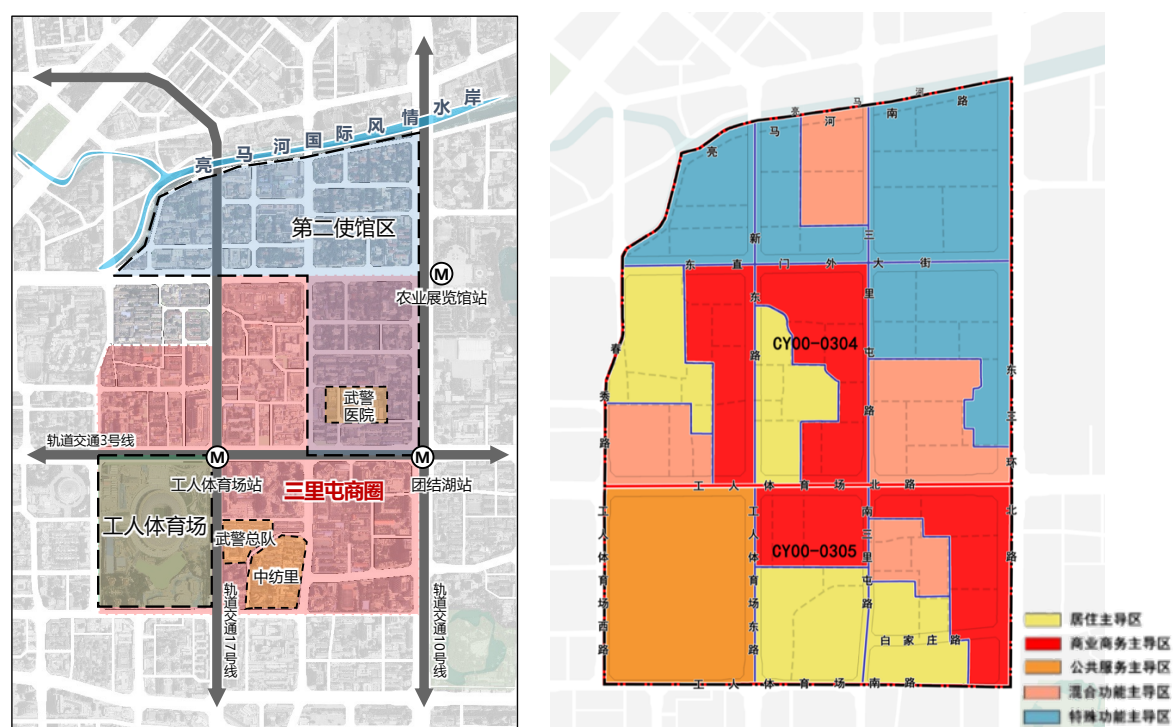 亮马河国际风情水岸
第二使馆区
M
农业展览馆站
武警
医院
轨道交通3号线
M
M
工人体育场站
三里屯商圈
团结湖站
工人体育场
武警总队
中纺里
轨道交通17号线
轨道交通10号线
亮马河
亮马河南路
新东路
三里屯路
东直门外大街
春秀路
CY00-0304
东三环北路
工人体育场北路
工人体育场西路
工人体育场东路
南三里屯路
CY00-0305
白家庄路
工人体育场南路
居住主导区
商业商务主导区
公共服务主导区
混合功能主导区
特殊功能主导区